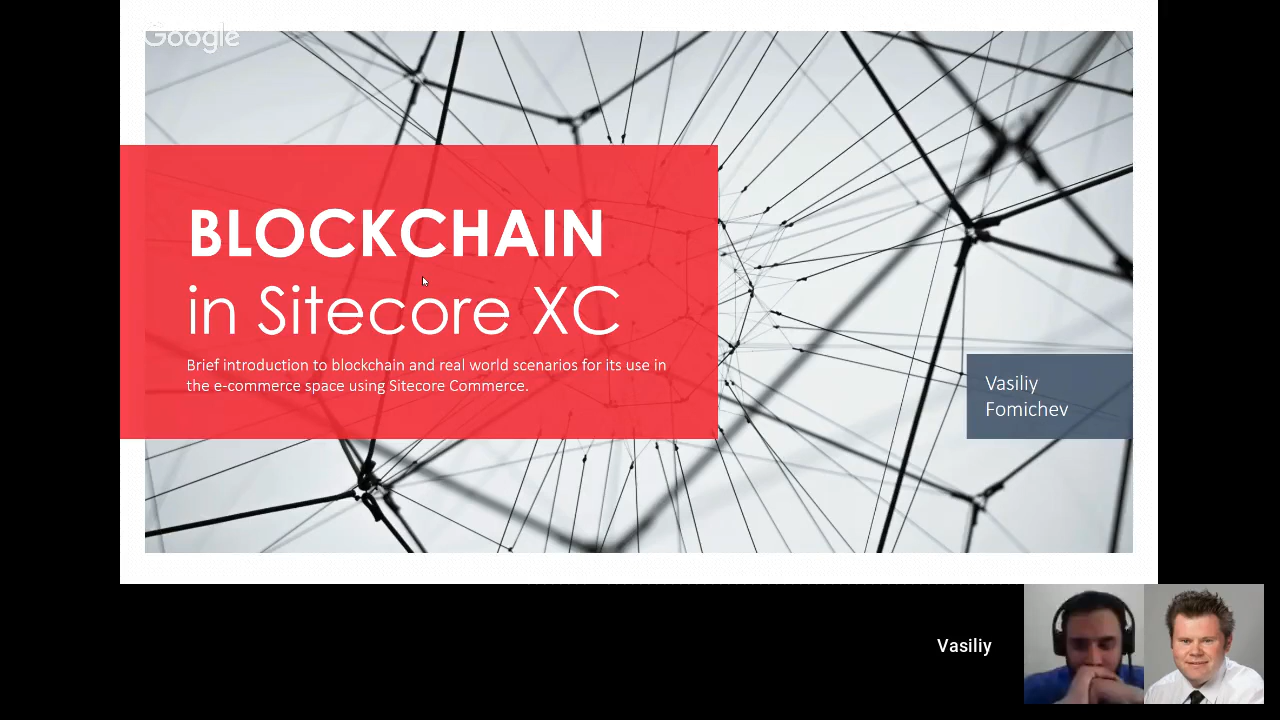 Google
BLOCKCHAIN
in Sitecore XC
Brief introduction to blockchain and real world scenarios for its use in
the e-commerce space using Sitecore Commerce.
Vasiliy
Fomichev
Vasiliy